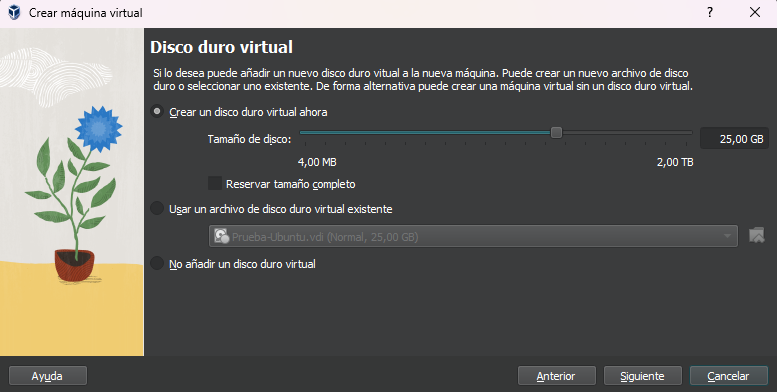 Crear máquina virtual
?
Disco duro virtual
Si lo desea puede añadir un nuevo disco duro vitual a la nueva máquina. Puede crear un nuevo archivo de disco
duro o seleccionar uno existente. De forma alternativa puede crear una máquina virtual sin un disco duro virtual.
Crear un disco duro virtual ahora
Tamaño de disco:
25,00 GB
4,00 MB
2,00 TB
Reservar tamaño completo
Usar un archivo de disco duro virtual existente
Prueba-Ubuntu.vdi (Normal, 25,00 GB)
No añadir un disco duro virtual
Ayuda
Anterior
Siguiente
Cancelar